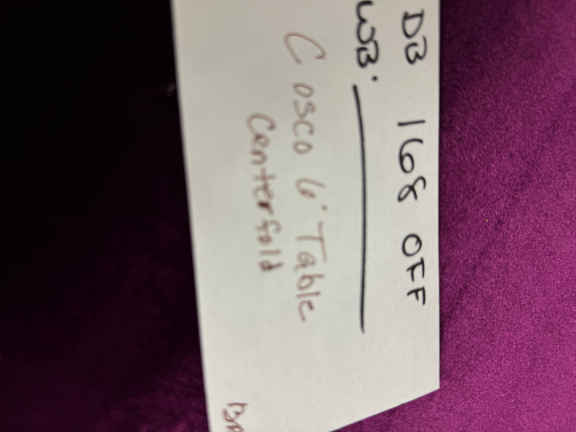 DB 168 OFF
WB.
Cosco 6' Table
Centerfold